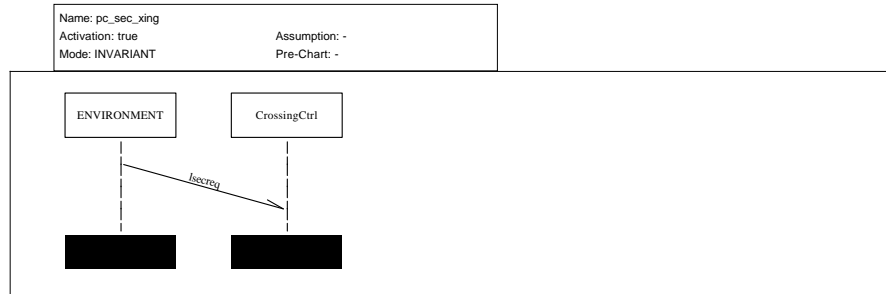 Name: pc_sec_xing
Activation: true Assumption: -
Mode: INVARIANT Pre-Chart: -
ENVIRONMENT CrossingCtrl
lsecreq